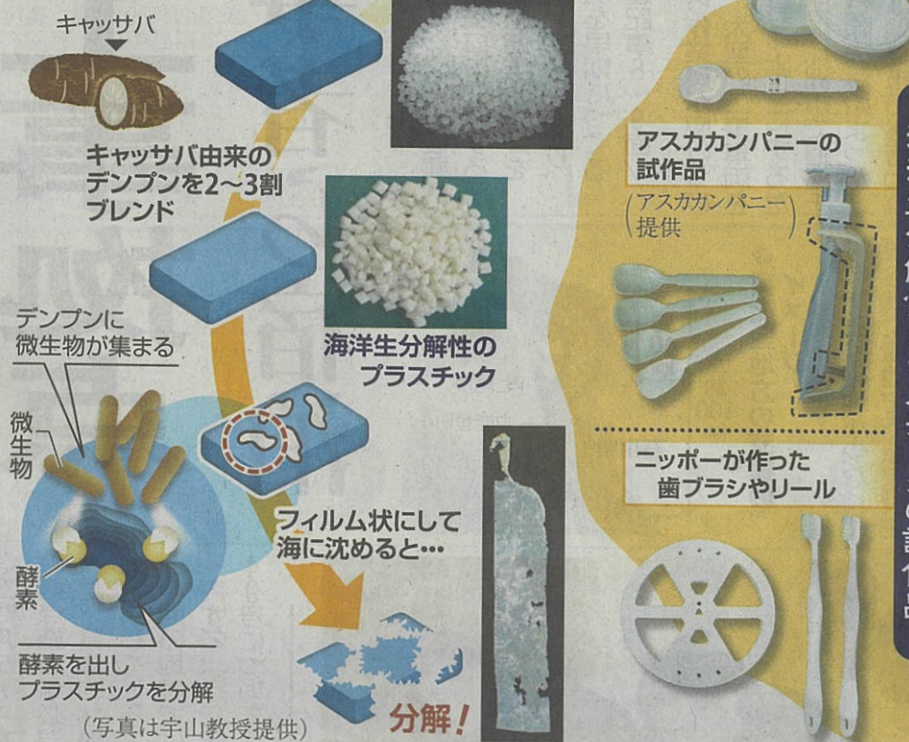 キャッサバ
キャッサバ由来の
デンプンを2〜3割
ブレンド
海洋生分解性の
プラスチック
デンプンに
微生物が集まる
微生物
酵素
酵素を出し
プラスチックを分解
(写真は宇山教授提供)
フィルム状にして
海に沈めると…
分解!
アスカカンパニーの
試作品
(アスカカンパニー
提供)
ニッポーが作った
歯ブラシやリール